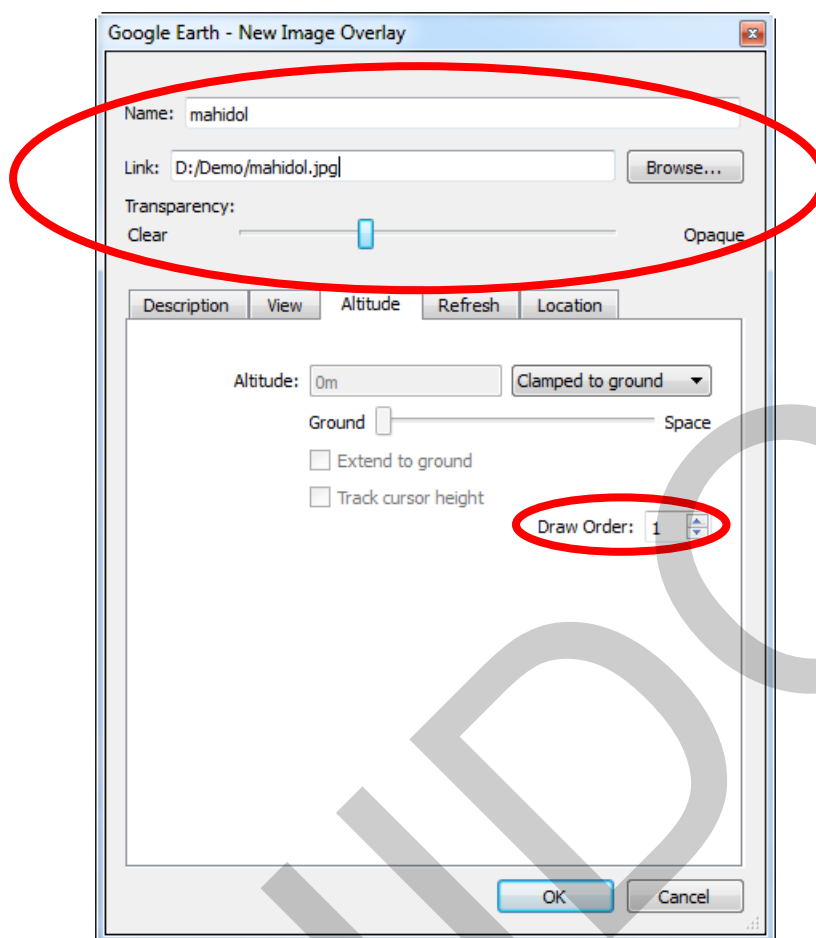 Google Earth - New Image Overlay
Name: mahidol
Link: D:/Demo/mahidol.jpg Browse...
Transparency:
Clear Opaque
Description View Altitude Refresh Location
Altitude: 0m Clamped to ground
Ground Space
Extend to ground
Track cursor height
Draw Order: 1
OK Cancel